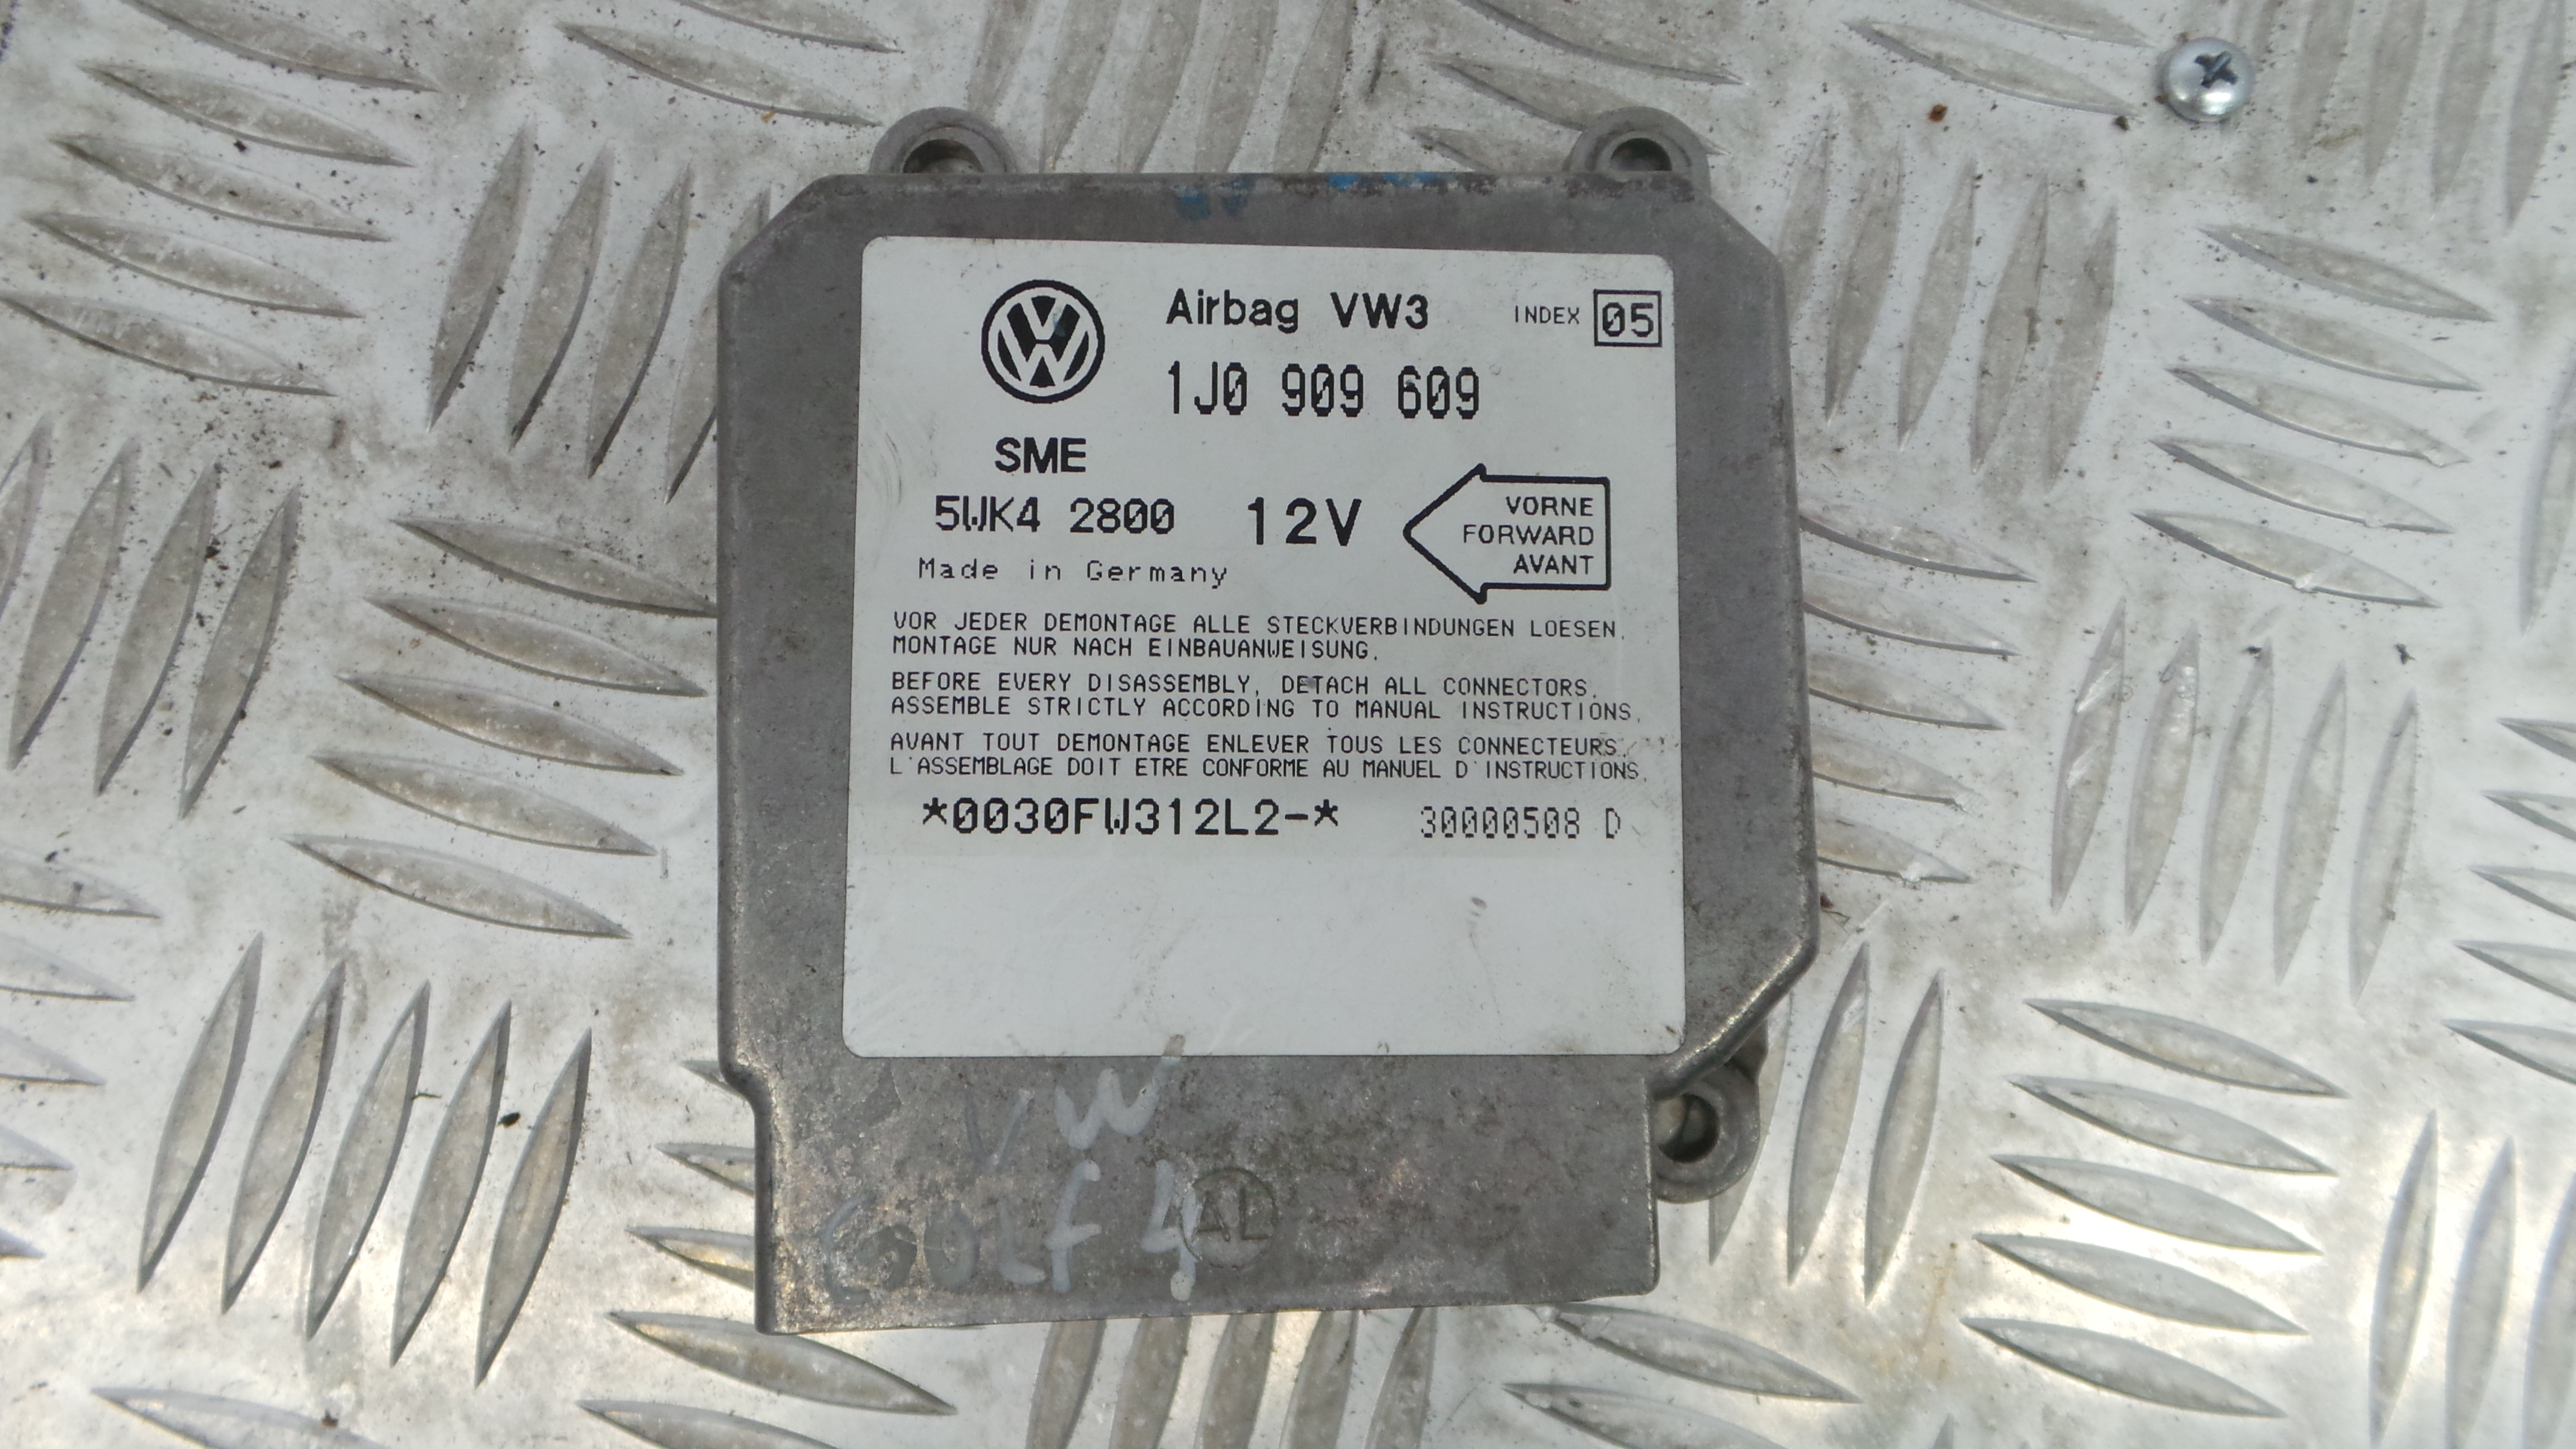 Airbag VW3 INDEX 05
1J0 909 609
SME
5WK4 2800 12V
Made in Germany
VORNE
FORWARD
AVANT
VOR JEDER DEMONTAGE ALLE STECKVERBINDUNGEN LOESEN.
MONTAGE NUR NACH EINBAUANWEISUNG.
BEFORE EVERY DISASSEMBLY, DETACH ALL CONNECTORS.
ASSEMBLE STRICTLY ACCORDING TO MANUAL INSTRUCTIONS.
AVANT TOUT DEMONTAGE ENLEVER TOUS LES CONNECTEURS.
L'ASSEMBLAGE DOIT ETRE CONFORME AU MANUEL D'INSTRUCTIONS.
*0030FW312L2-* 30000508 D
VW
GOLF 4
AL